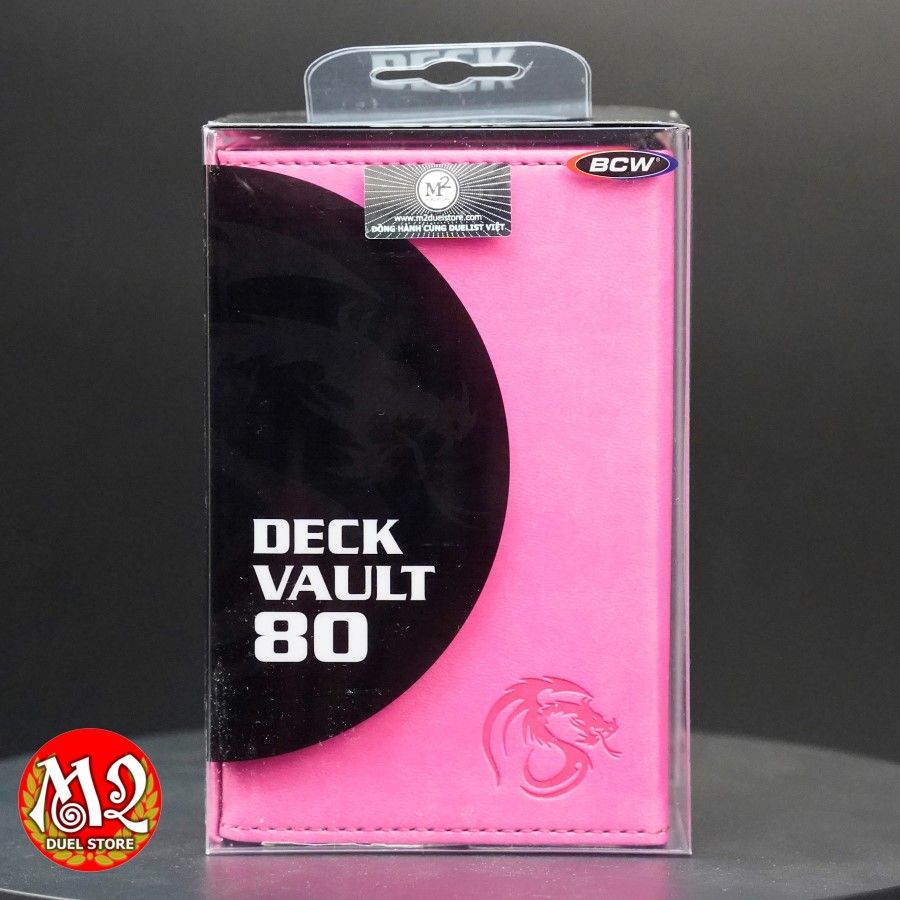 DECK
BCW®
M2
www.m2duelstore.com
ĐỒNG HÀNH CÙNG DUELIST VIỆT
DECK
VAULT
80
M2
DUEL STORE